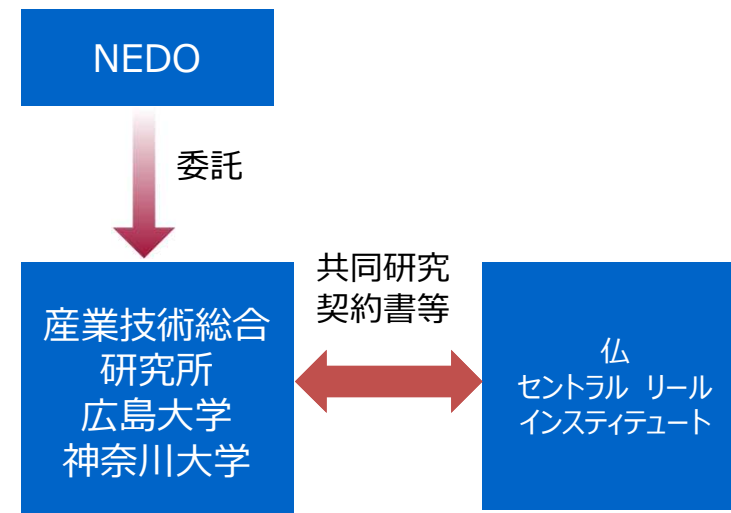 NEDO
委託
共同研究
契約書等
産業技術総合
研究所
広島大学
神奈川大学
仏
セントラル リール
インスティテュート